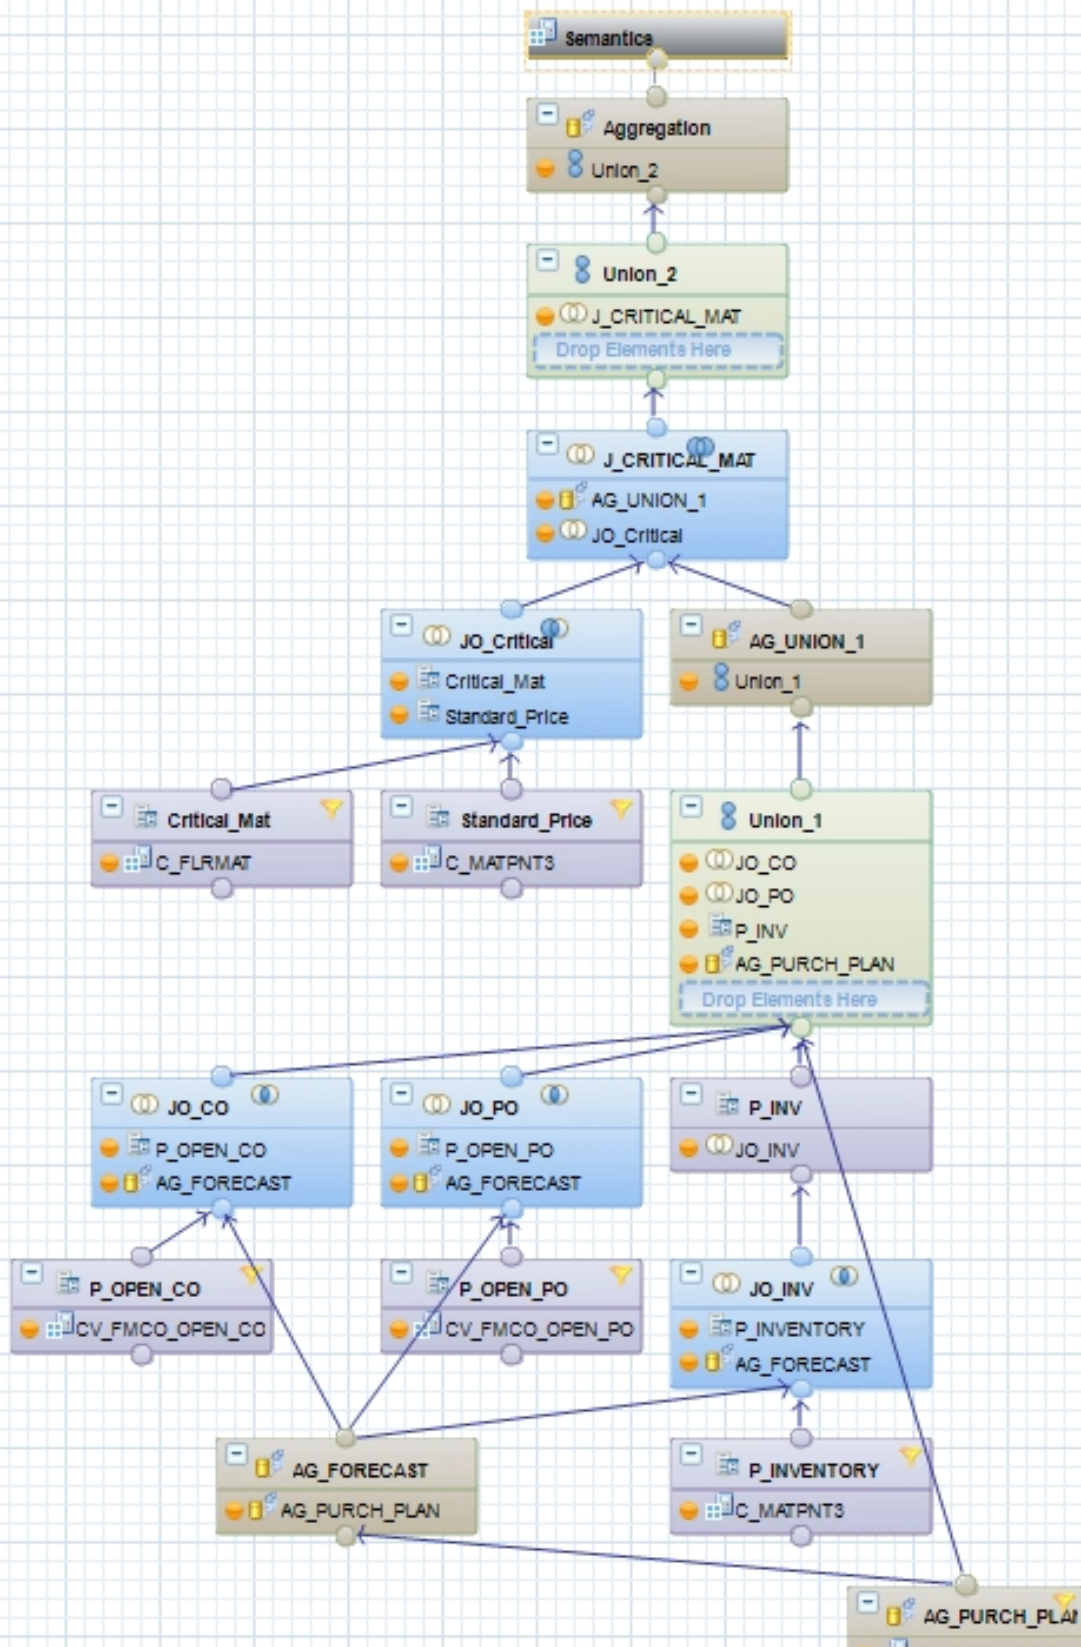 Semantics
Aggregation
Union_2
Union_2
J_CRITICAL_MAT
Drop Elements Here
J_CRITICAL_MAT
AG_UNION_1
JO_Critical
JO_Critical
Critical_Mat
Standard_Price
AG_UNION_1
Union_1
Critical_Mat
C_FLRMAT
Standard_Price
C_MATPNT3
Union_1
JO_CO
JO_PO
P_INV
AG_PURCH_PLAN
Drop Elements Here
JO_CO
P_OPEN_CO
AG_FORECAST
JO_PO
P_OPEN_PO
AG_FORECAST
P_INV
JO_INV
P_OPEN_CO
CV_FMCO_OPEN_CO
P_OPEN_PO
CV_FMCO_OPEN_PO
JO_INV
P_INVENTORY
AG_FORECAST
AG_FORECAST
AG_PURCH_PLAN
P_INVENTORY
C_MATPNT3
AG_PURCH_PLAN